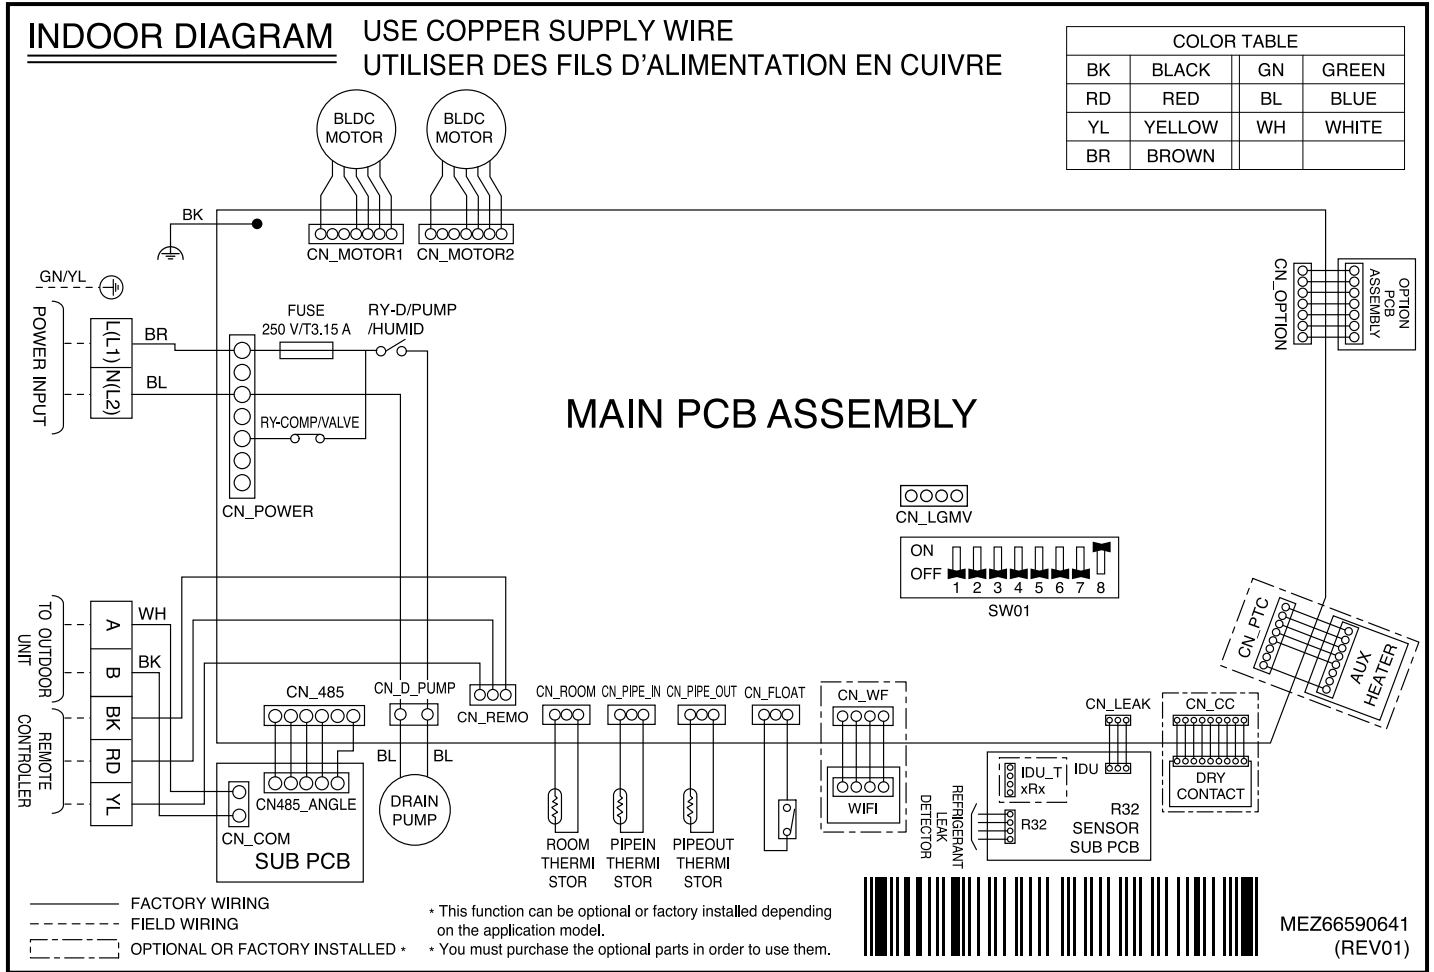 INDOOR DIAGRAM
USE COPPER SUPPLY WIRE
UTILISER DES FILS D'ALIMENTATION EN CUIVRE
COLOR TABLE
BK BLACK GN GREEN
RD RED BL BLUE
YL YELLOW WH WHITE
BR BROWN
BLDC
MOTOR
BLDC
MOTOR
BK
CN_MOTOR1
CN_MOTOR2
GN/YL
POWER INPUT
L(L1)
N(L2)
BR
BL
FUSE
250 V/T3.15 A
RY-D/PUMP
/HUMID
RY-COMP/VALVE
CN_POWER
MAIN PCB ASSEMBLY
CN_OPTION
OPTION
PCB
ASSEMBLY
CN_LGMV
ON
OFF
1 2 3 4 5 6 7 8
SW01
CN_PTC
AUX
HEATER
TO OUTDOOR
UNIT
REMOTE
CONTROLLER
A
B
BK
RD
YL
WH
BK
CN_485
CN_D_PUMP
CN_REMO
CN_ROOM
CN_PIPE_IN
CN_PIPE_OUT
CN_FLOAT
CN_WF
CN_LEAK
CN_CC
BL
BL
CN485_ANGLE
CN_COM
SUB PCB
DRAIN
PUMP
ROOM
THERMI
STOR
PIPEIN
THERMI
STOR
PIPEOUT
THERMI
STOR
WIFI
REFRIGERANT
LEAK
DETECTOR
IDU_T
xRx
IDU
R32
R32
SENSOR
SUB PCB
DRY
CONTACT
FACTORY WIRING
FIELD WIRING
OPTIONAL OR FACTORY INSTALLED *
* This function can be optional or factory installed depending
on the application model.
* You must purchase the optional parts in order to use them.
MEZ66590641
(REV01)